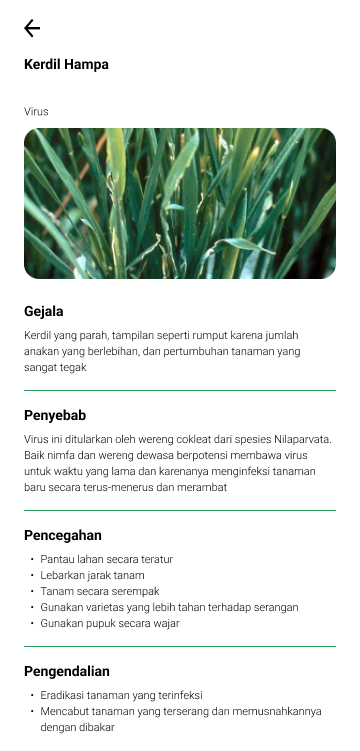 Kerdil Hampa
Virus
Gejala
Kerdil yang parah, tampilan seperti rumput karena jumlah
anakan yang berlebihan, dan pertumbuhan tanaman yang
sangat tegak
Penyebab
Virus ini ditularkan oleh wereng cokleat dari spesies Nilaparvata.
Baik nimfa dan wereng dewasa berpotensi membawa virus
untuk waktu yang lama dan karenanya menginfeksi tanaman
baru secara terus-menerus dan merambat
Pencegahan
• Pantau lahan secara teratur
• Lebarkan jarak tanam
• Tanam secara serempak
• Gunakan varietas yang lebih tahan terhadap serangan
• Gunakan pupuk secara wajar
Pengendalian
• Eradikasi tanaman yang terinfeksi
• Mencabut tanaman yang terserang dan memusnahkannya
dengan dibakar